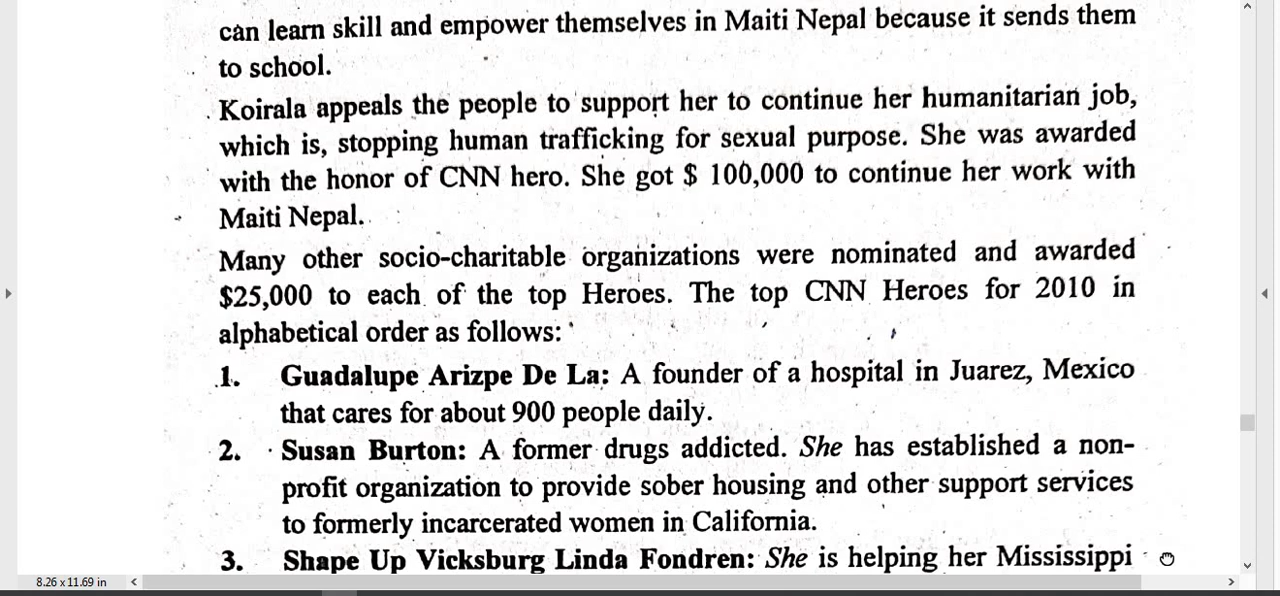 can learn skill and empower themselves in Maiti Nepal because it sends them
to school.
Koirala appeals the people to support her to continue her humanitarian job,
which is, stopping human trafficking for sexual purpose. She was awarded
with the honor of CNN hero. She got $ 100,000 to continue her work with
Maiti Nepal.
Many other socio-charitable organizations were nominated and awarded
$25,000 to each of the top Heroes. The top CNN Heroes for 2010 in
alphabetical order as follows:
1. Guadalupe Arizpe De La: A founder of a hospital in Juarez, Mexico
that cares for about 900 people daily.
2. Susan Burton: A former drugs addicted. She has established a non-
profit organization to provide sober housing and other support services
to formerly incarcerated women in California.
3. Shape Up Vicksburg Linda Fondren: She is helping her Mississippi
8.26 x 11.69 in